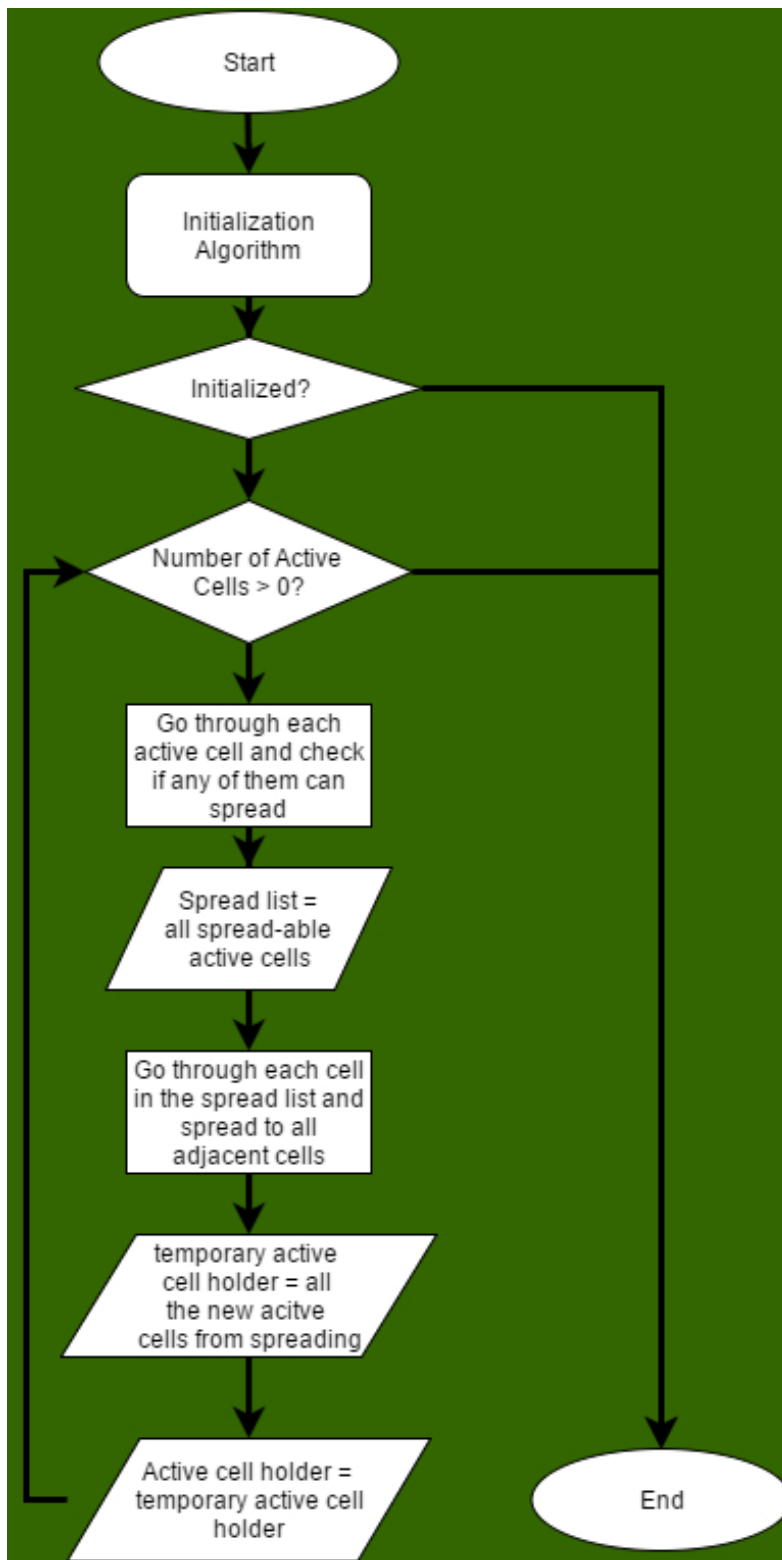 Start
Initialization
Algorithm
Initialized?
Number of Active
Cells > 0?
Go through each
active cell and check
if any of them can
spread
Spread list =
all spread-able
active cells
Go through each cell
in the spread list and
spread to all
adjacent cells
temporary active
cell holder = all
the new acitve
cells from spreading
Active cell holder =
temporary active cell
holder
End